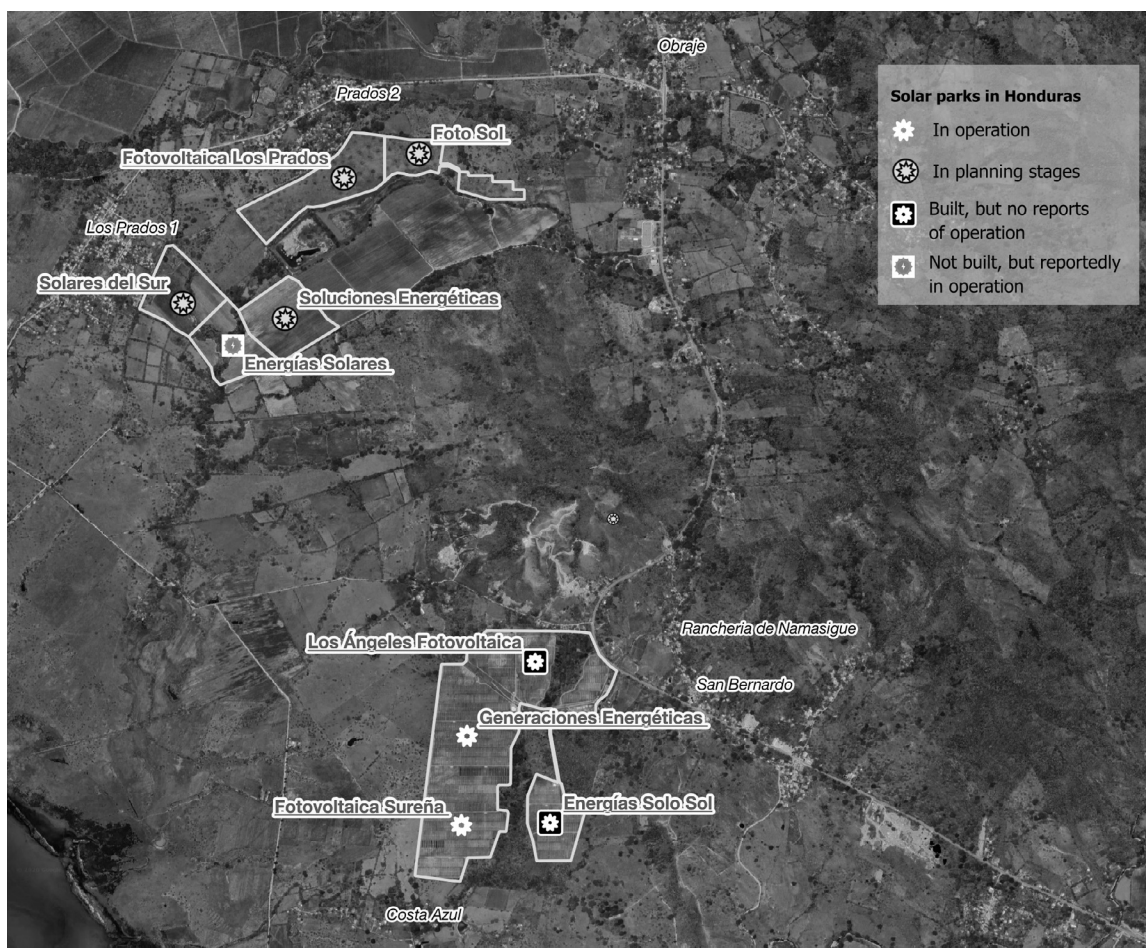 Obraje
Prados 2
Solar parks in Honduras
In operation
In planning stages
Built, but no reports
of operation
Not built, but reportedly
in operation
Foto Sol
Fotovoltaica Los Prados
Los Prados 1
Solares del Sur
Soluciones Energéticas
Energías Solares
Rancheria de Namasigue
Los Ángeles Fotovoltaica
San Bernardo
Generaciones Energéticas
Fotovoltaica Sureña
Energías Solo Sol
Costa Azul